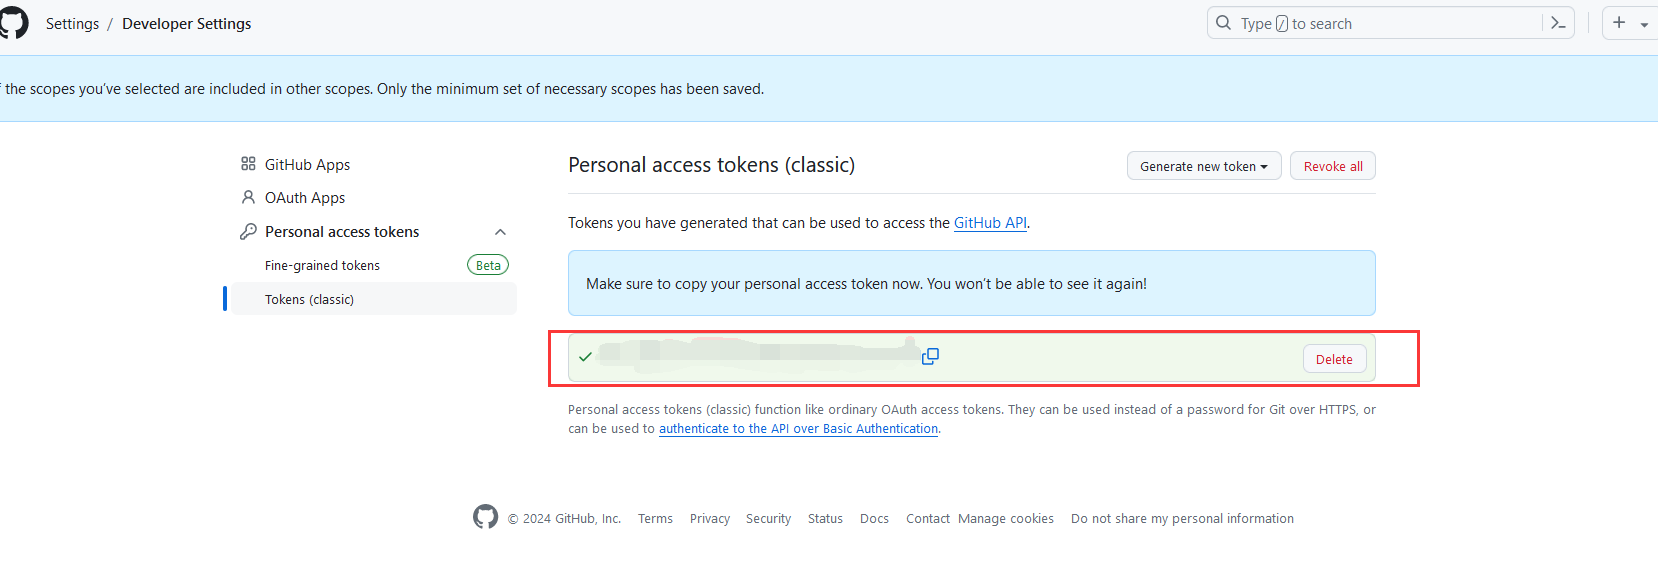 Settings / Developer Settings
Type / to search
the scopes you've selected are included in other scopes. Only the minimum set of necessary scopes has been saved.
GitHub Apps
OAuth Apps
Personal access tokens
Fine-grained tokens Beta
Tokens (classic)
Personal access tokens (classic)
Generate new token
Revoke all
Tokens you have generated that can be used to access the GitHub API.
Make sure to copy your personal access token now. You won't be able to see it again!
Delete
Personal access tokens (classic) function like ordinary OAuth access tokens. They can be used instead of a password for Git over HTTPS, or
can be used to authenticate to the API over Basic Authentication.
© 2024 GitHub, Inc. Terms Privacy Security Status Docs Contact Manage cookies Do not share my personal information